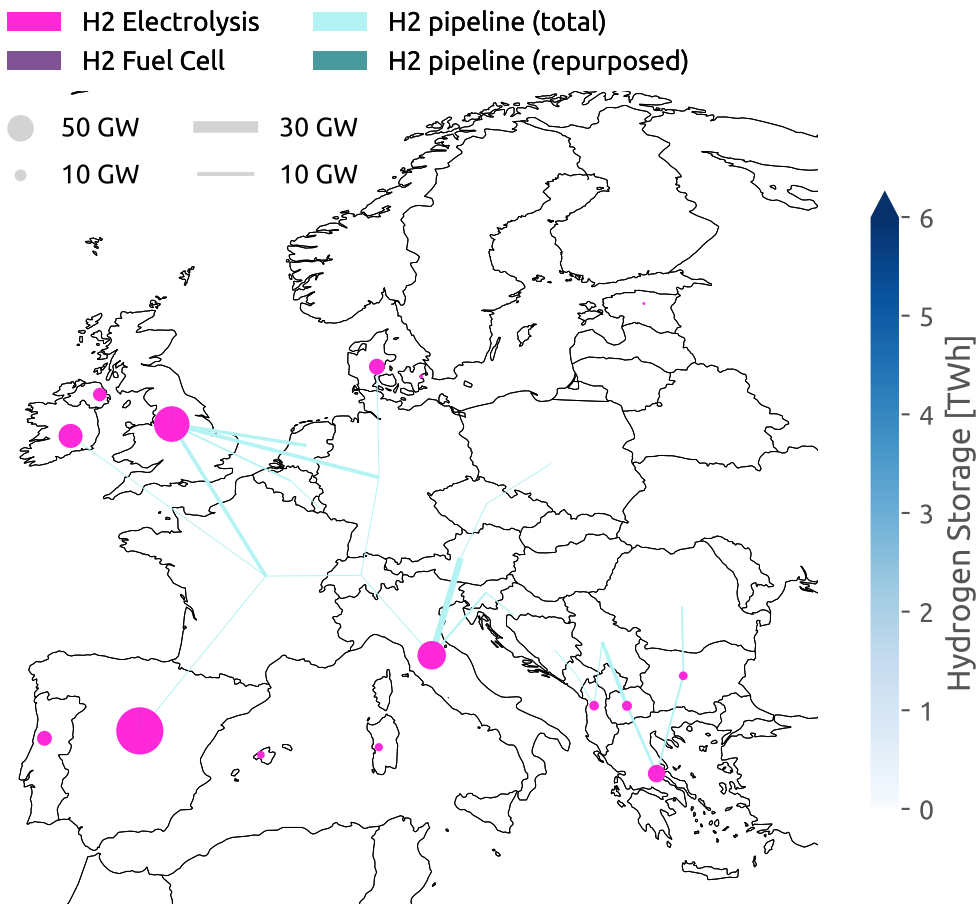 H2 Electrolysis
H2 pipeline (total)
H2 Fuel Cell
H2 pipeline (repurposed)
50 GW
30 GW
10 GW
10 GW
6
5
4
3
2
1
0
Hydrogen Storage [TWh]